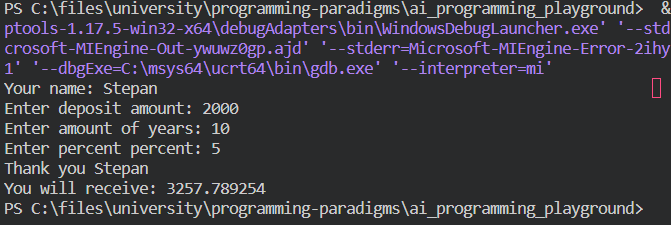 PS C:\files\university\programming-paradigms\ai_programming_playground> &
ptools-1.17.5-win32-x64\debugAdapters\bin\WindowsDebugLauncher.exe' '--std
crosoft-MIEngine-Out-ywuwz0gp.ajd' '--stderr=Microsoft-MIEngine-Error-2ihy
1' '--dbgExe=C:\msys64\ucrt64\bin\gdb.exe' '--interpreter=mi'
Your name: Stepan
Enter deposit amount: 2000
Enter amount of years: 10
Enter percent percent: 5
Thank you Stepan
You will receive: 3257.789254
PS C:\files\university\programming-paradigms\ai_programming_playground>